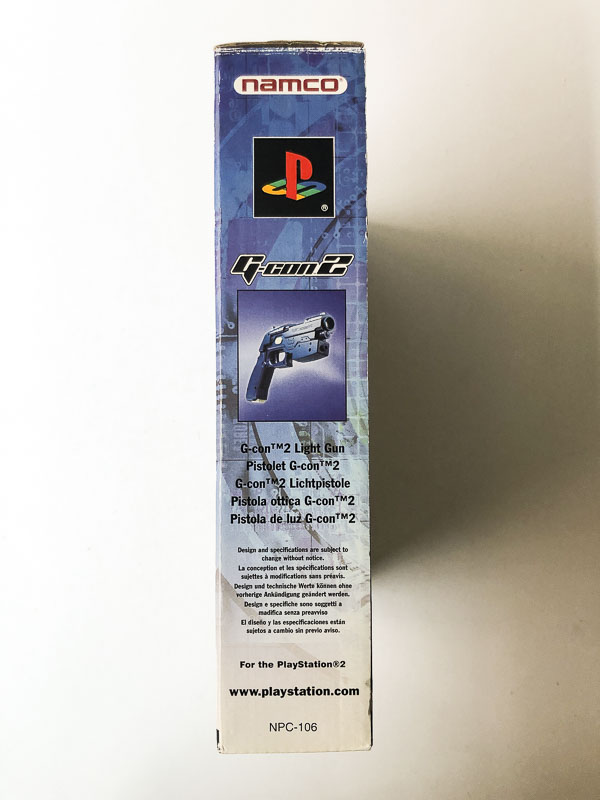 namco
®
G-con2
G-con™2 Light Gun
Pistolet G-con™2
G-con™2 Lichtpistole
Pistola ottica G-con™2
Pistola de luz G-con™2
Design and specifications are subject to
change without notice.
La conception et les spécifications sont
sujettes à modifications sans préavis.
Design und technische Werte können ohne
vorherige Ankündigung geändert werden.
Design e specifiche sono soggetti a
madifica senza preavviso
El diseño y las especificaciones están
sujetos a cambio sin previo aviso.
For the PlayStation®2
www.playstation.com
NPC-106